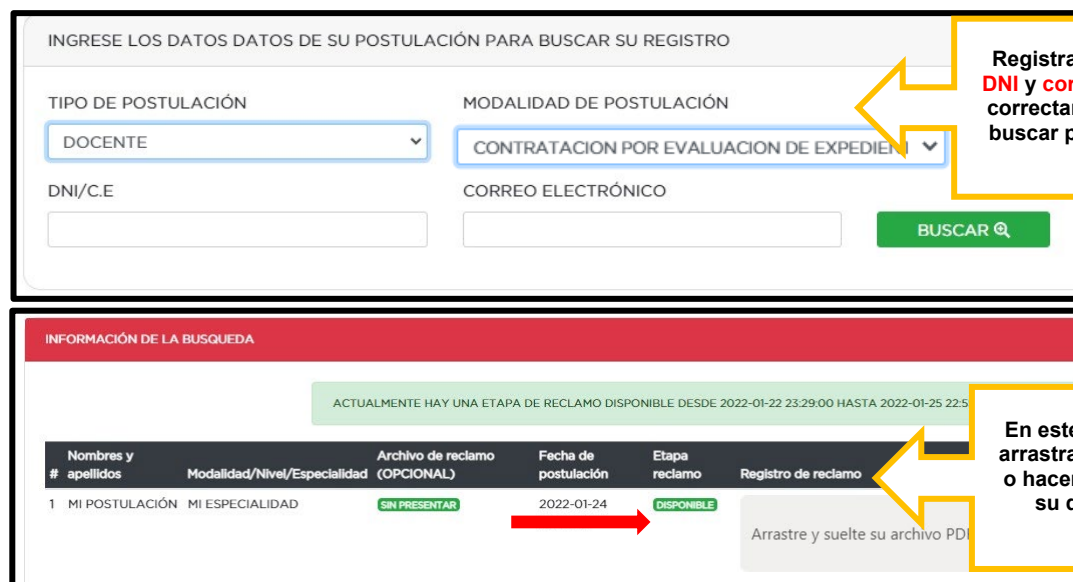 INGRESE LOS DATOS DATOS DE SU POSTULACIÓN PARA BUSCAR SU REGISTRO
TIPO DE POSTULACIÓN
MODALIDAD DE POSTULACIÓN
DOCENTE
CONTRATACION POR EVALUACION DE EXPEDIEN
DNI/C.E
CORREO ELECTRÓNICO
BUSCAR
Registra
DNI y cor
correcta
buscar p
INFORMACIÓN DE LA BUSQUEDA
ACTUALMENTE HAY UNA ETAPA DE RECLAMO DISPONIBLE DESDE 2022-01-22 23:29:00 HASTA 2022-01-25 22:5
# Nombres y apellidos Modalidad/Nivel/Especialidad Archivo de reclamo (OPCIONAL) Fecha de postulación Etapa reclamo Registro de reclamo
1 MI POSTULACIÓN MI ESPECIALIDAD SIN PRESENTAR 2022-01-24 DISPONIBLE
Arrastre y suelte su archivo PD
En este
arrastra
o hacer
su d